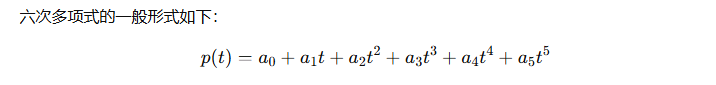 六次多项式的一般形式如下：
p(t) = a₀ + a₁t + a₂t² + a₃t³ + a₄t⁴ + a₅t⁵